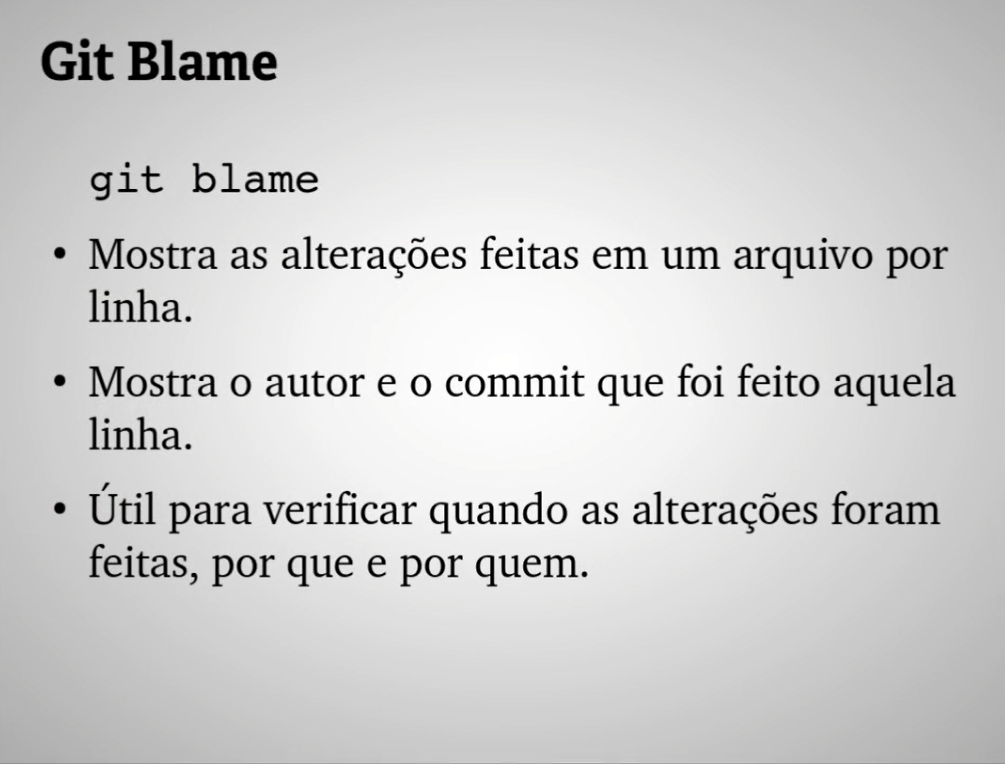 Git Blame
git blame
• Mostra as alterações feitas em um arquivo por
linha.
• Mostra o autor e o commit que foi feito aquela
linha.
• Útil para verificar quando as alterações foram
feitas, por que e por quem.